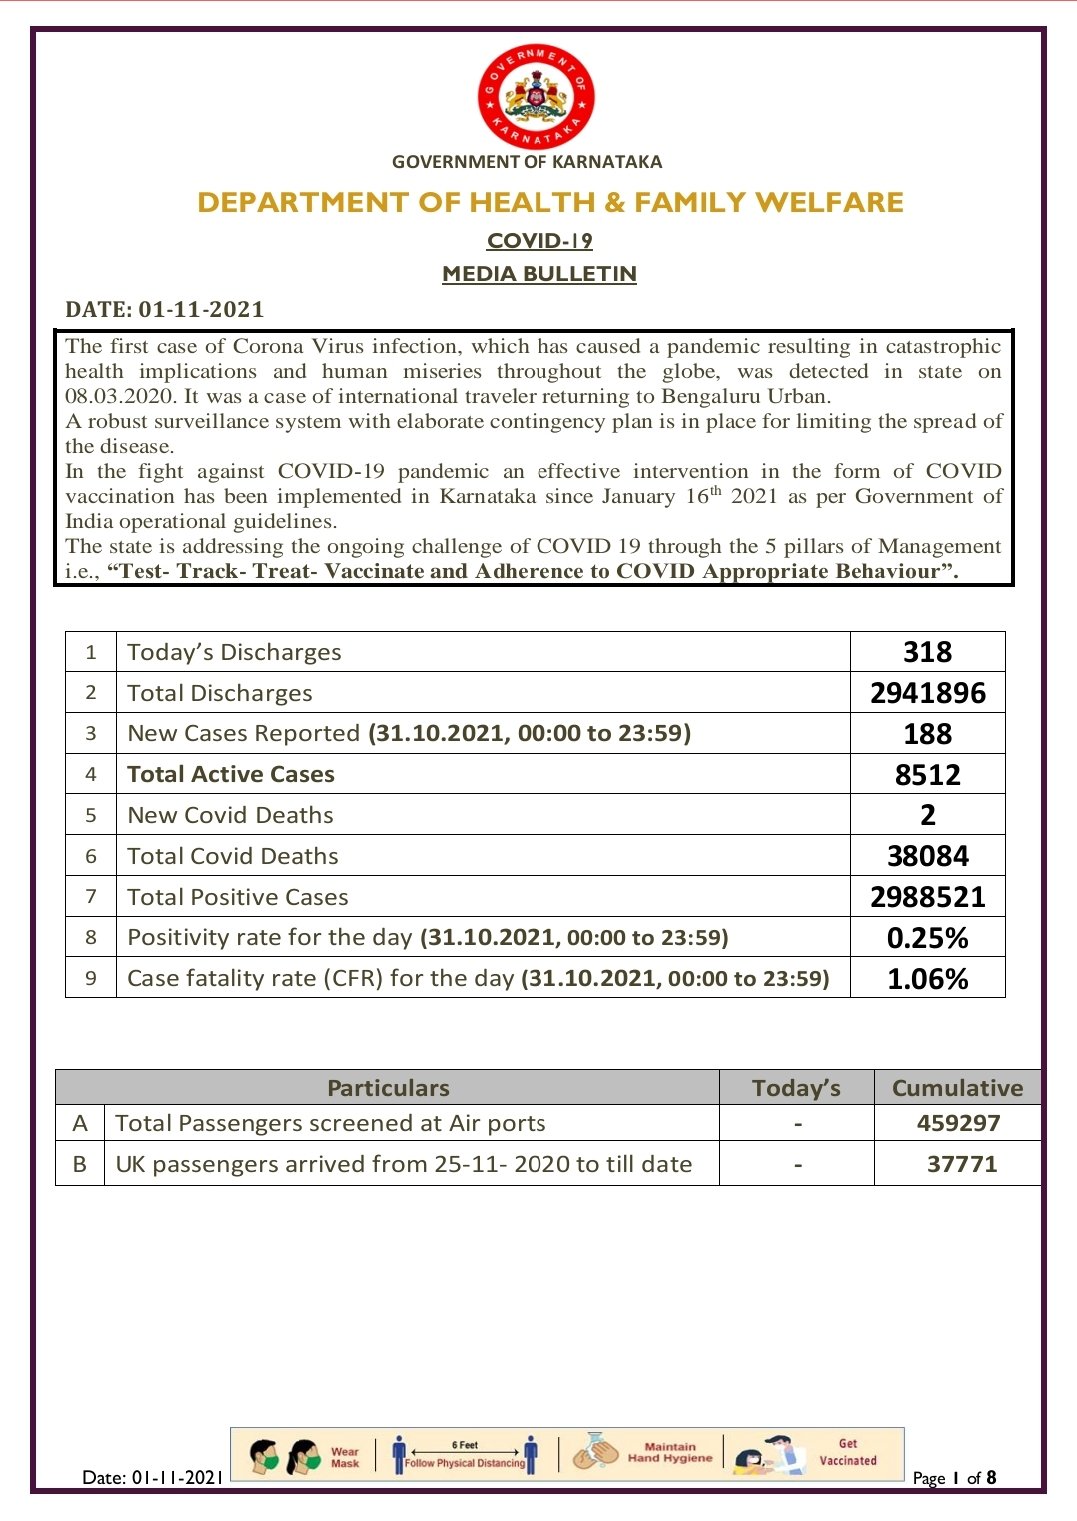 GOVERNMENT OF
KARNATAKA
GOVERNMENT OF KARNATAKA
DEPARTMENT OF HEALTH & FAMILY WELFARE
COVID-19
MEDIA BULLETIN
DATE: 01-11-2021
The first case of Corona Virus infection, which has caused a pandemic resulting in catastrophic
health implications and human miseries throughout the globe, was detected in state on
08.03.2020. It was a case of international traveler returning to Bengaluru Urban.
A robust surveillance system with elaborate contingency plan is in place for limiting the spread of
the disease.
In the fight against COVID-19 pandemic an effective intervention in the form of COVID
vaccination has been implemented in Karnataka since January 16th 2021 as per Government of
India operational guidelines.
The state is addressing the ongoing challenge of COVID 19 through the 5 pillars of Management
i.e., “Test- Track- Treat- Vaccinate and Adherence to COVID Appropriate Behaviour”.
1 Today’s Discharges 318
2 Total Discharges 2941896
3 New Cases Reported (31.10.2021, 00:00 to 23:59) 188
4 Total Active Cases 8512
5 New Covid Deaths 2
6 Total Covid Deaths 38084
7 Total Positive Cases 2988521
8 Positivity rate for the day (31.10.2021, 00:00 to 23:59) 0.25%
9 Case fatality rate (CFR) for the day (31.10.2021, 00:00 to 23:59) 1.06%
Particulars Today’s Cumulative
A Total Passengers screened at Air ports - 459297
B UK passengers arrived from 25-11- 2020 to till date - 37771
Wear
Mask
6 Feet
Follow Physical Distancing
Maintain
Hand Hygiene
Get
Vaccinated
Date: 01-11-2021
Page 1 of 8